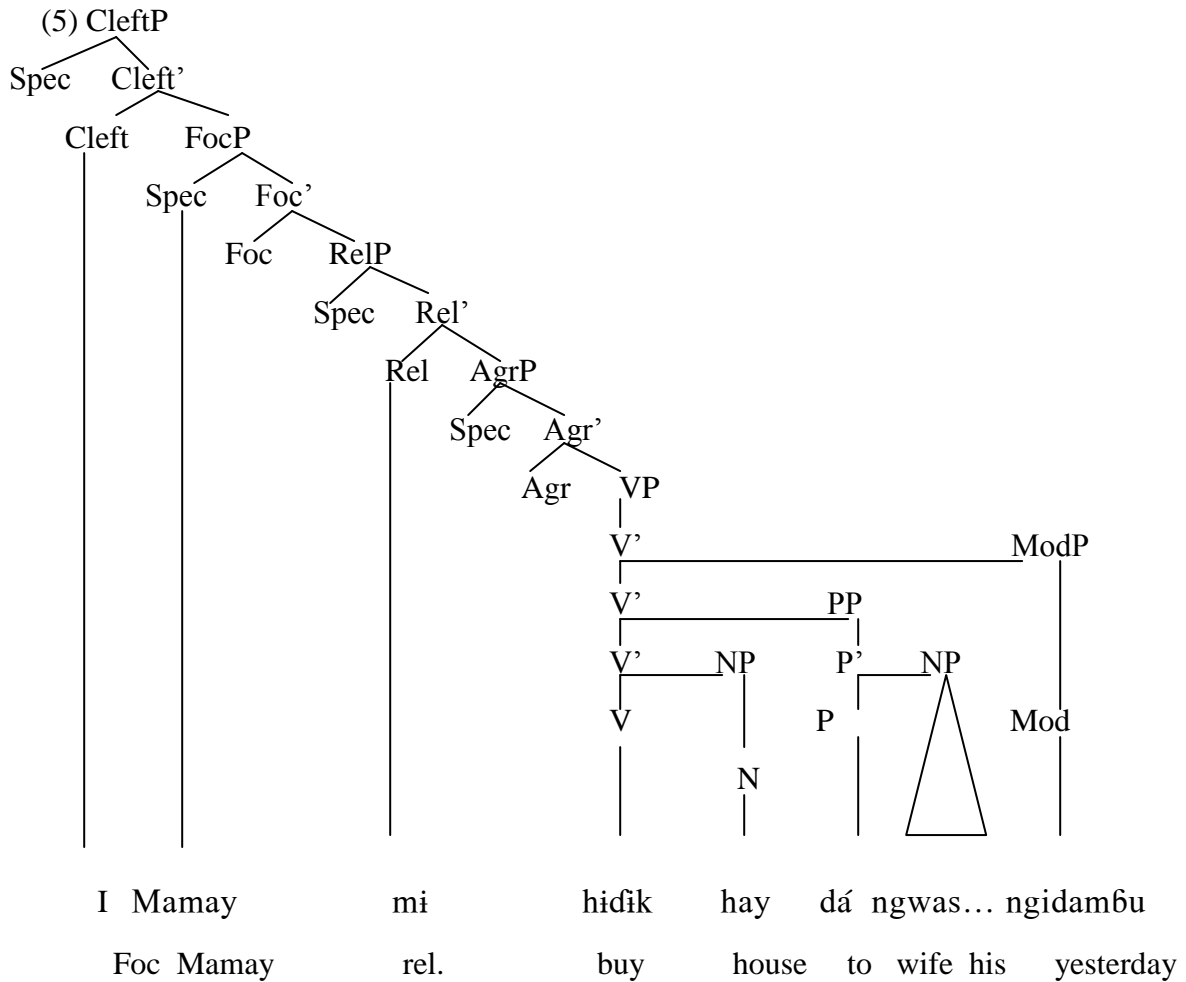 (5) CleftP
Spec Cleft’
Cleft FocP
Spec Foc’
Foc RelP
Spec Rel’
Rel AgrP
Spec Agr’
Agr VP
V’ ModP
V’ PP
V’ NP P’ NP
V P Mod
N
I Mamay mɨ hɨɗɨk hay dá ngwas… ngidamɓu
Foc Mamay rel. buy house to wife his yesterday